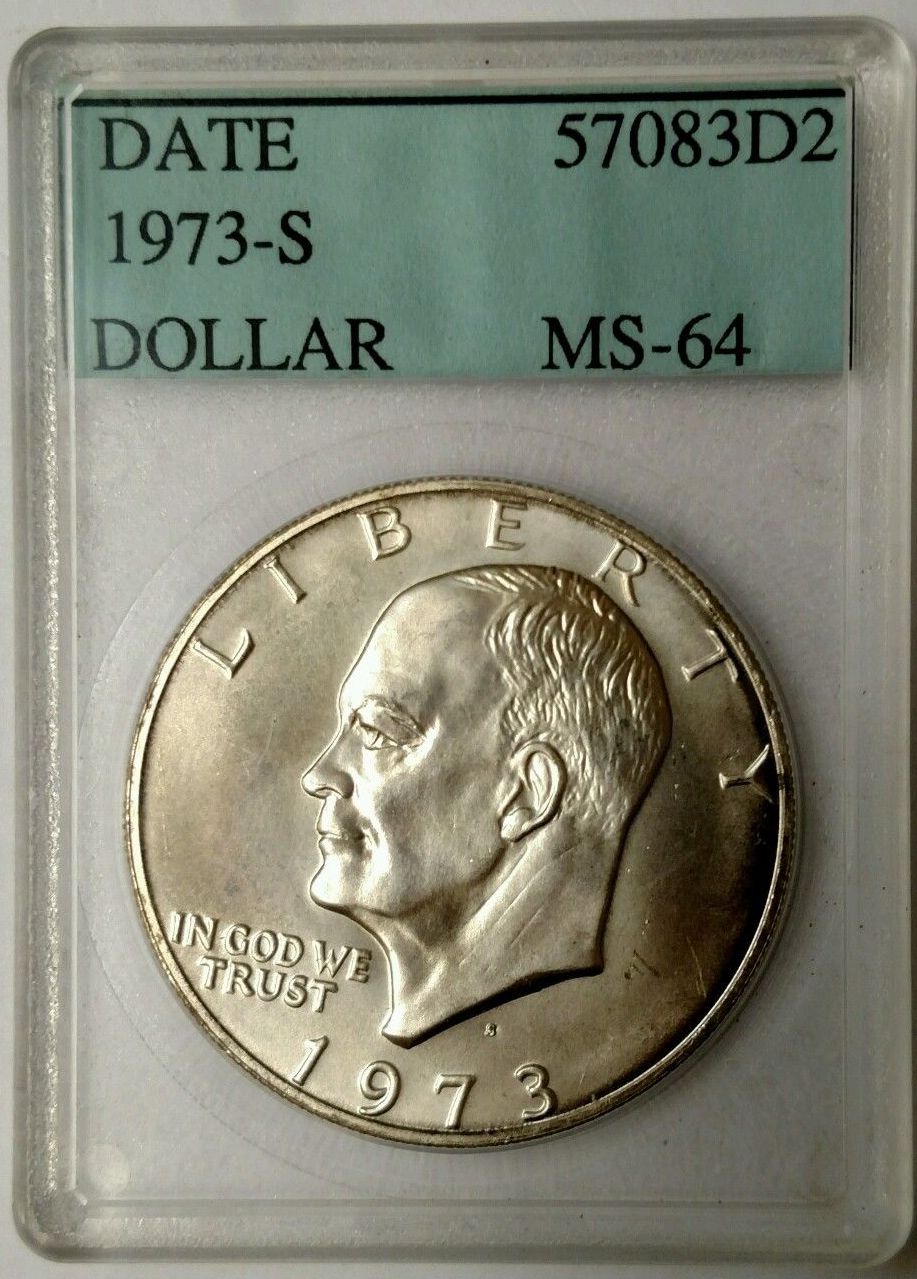 DATE 57083D2
1973-S
DOLLAR MS-64
LIBERTY
IN GOD WE
TRUST
S
1973